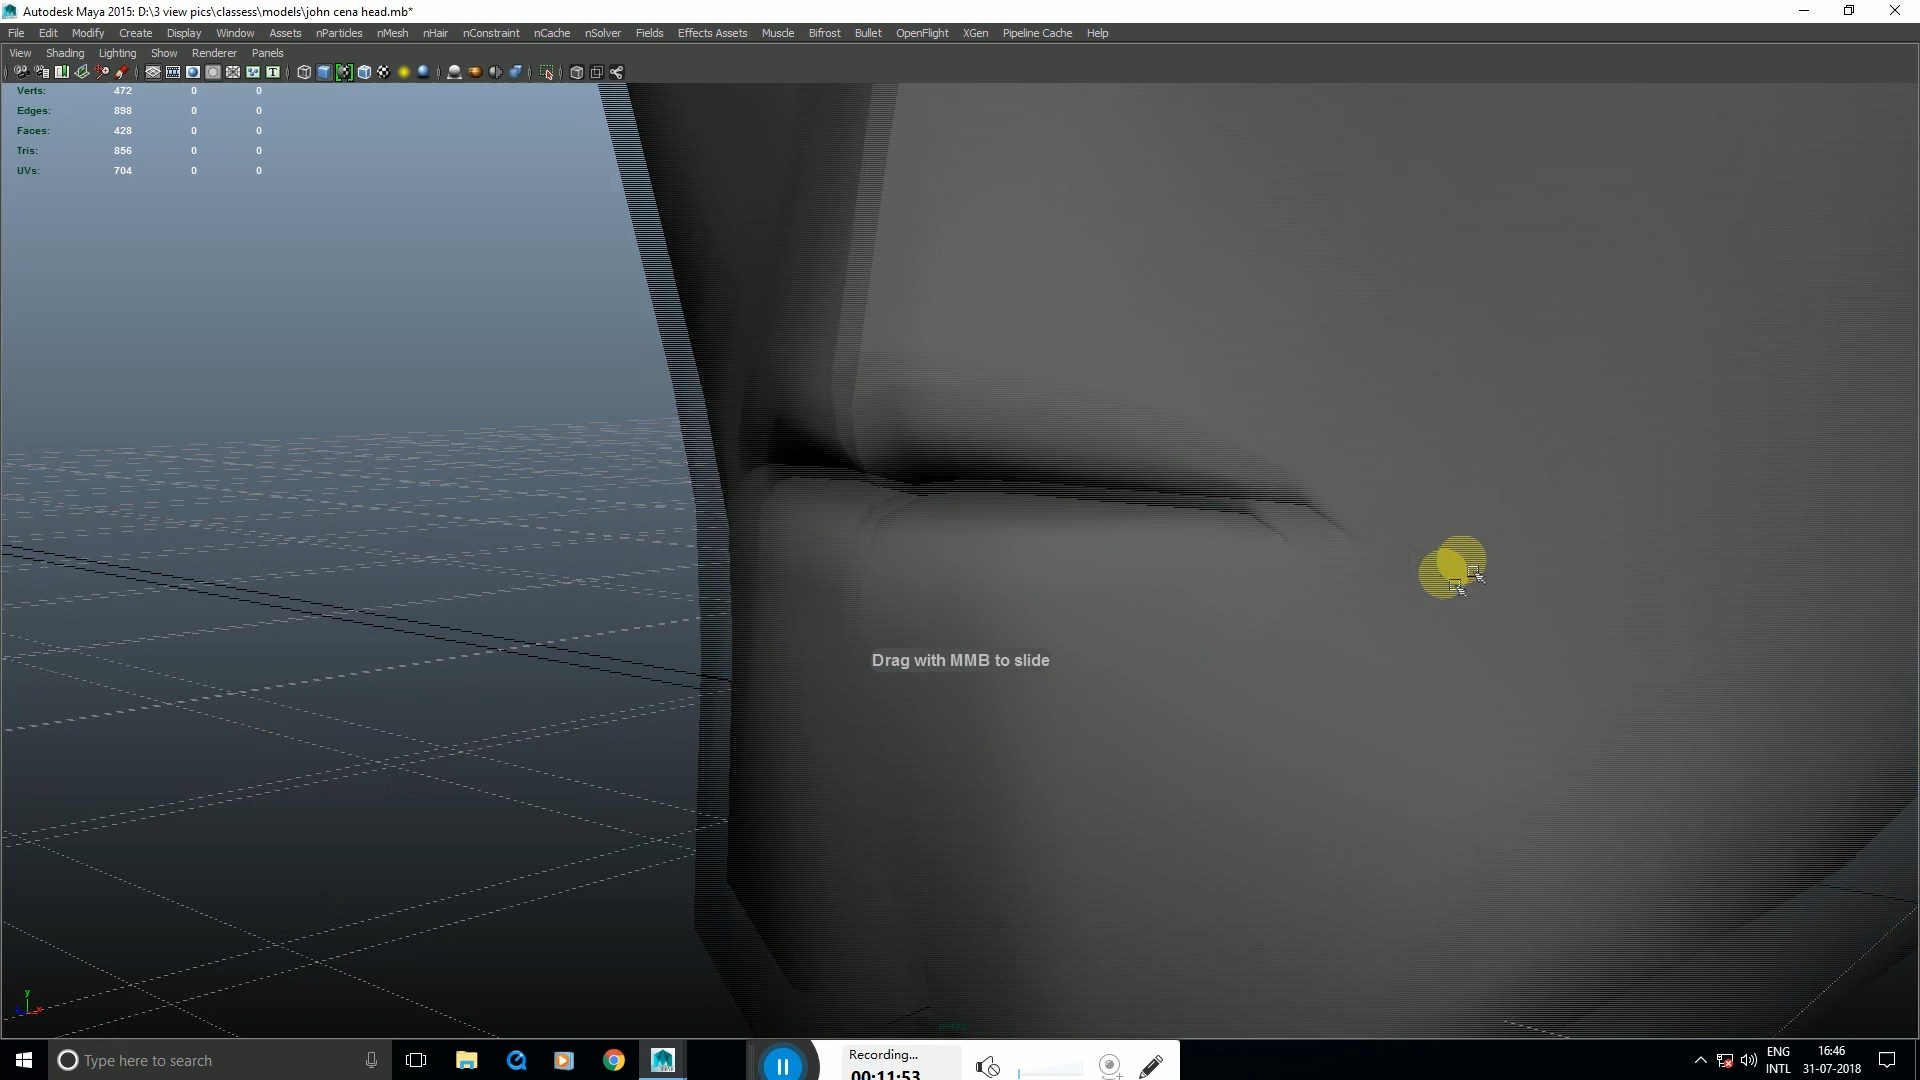 Autodesk Maya 2015: D:\3 view pics\classess\models\john cena head.mb*
File Edit Modify Create Display Window Assets nParticles nMesh nHair nConstraint nCache nSolver Fields Effects Assets Muscle Bifrost Bullet OpenFlight XGen Pipeline Cache Help
View Shading Lighting Show Renderer Panels
Verts: 472 0 0
Edges: 898 0 0
Faces: 428 0 0
Tris: 856 0 0
UVs: 704 0 0
Drag with MMB to slide
y
Type here to search
Recording...
00:11:53
ENG
INTL
16:46
31-07-2018